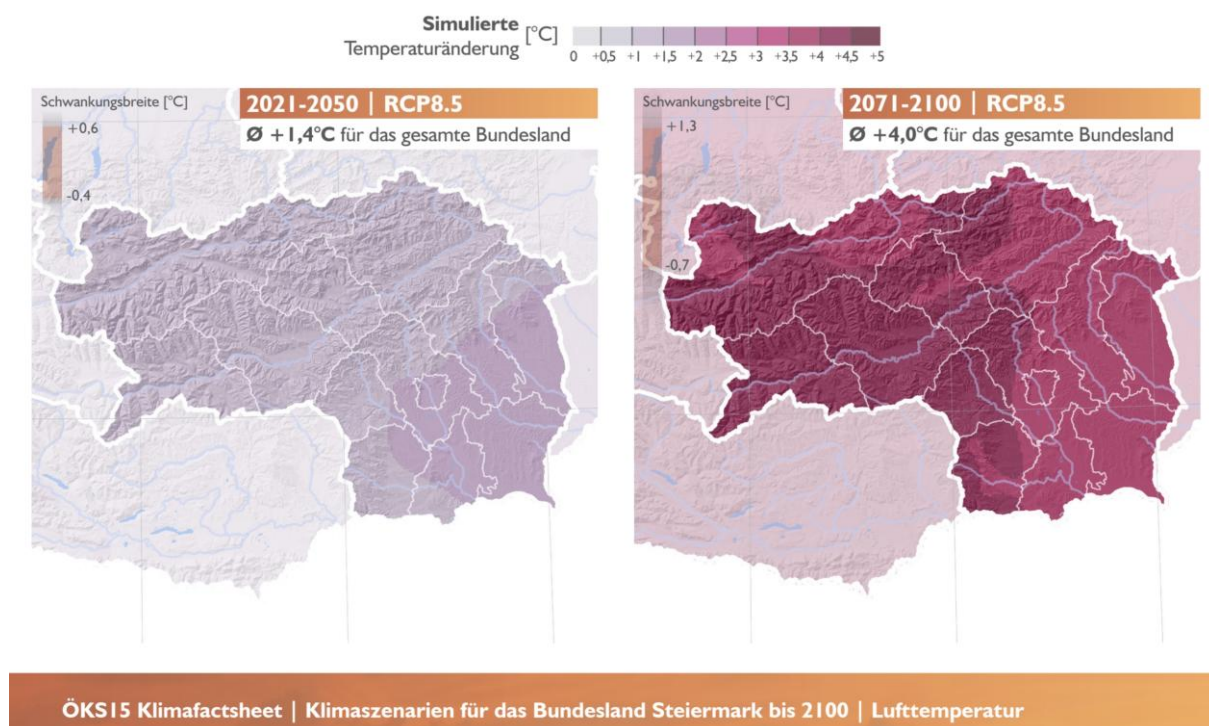 Simulierte
Temperaturänderung
[°C]
0 +0,5 +1 +1,5 +2 +2,5 +3 +3,5 +4 +4,5 +5
Schwankungsbreite [°C]
+0,6
-0,4
2021-2050 | RCP8.5
Ø +1,4°C für das gesamte Bundesland
Schwankungsbreite [°C]
+1,3
-0,7
2071-2100 | RCP8.5
Ø +4,0°C für das gesamte Bundesland
ÖKS15 Klimafactsheet | Klimaszenarien für das Bundesland Steiermark bis 2100 | Lufttemperatur